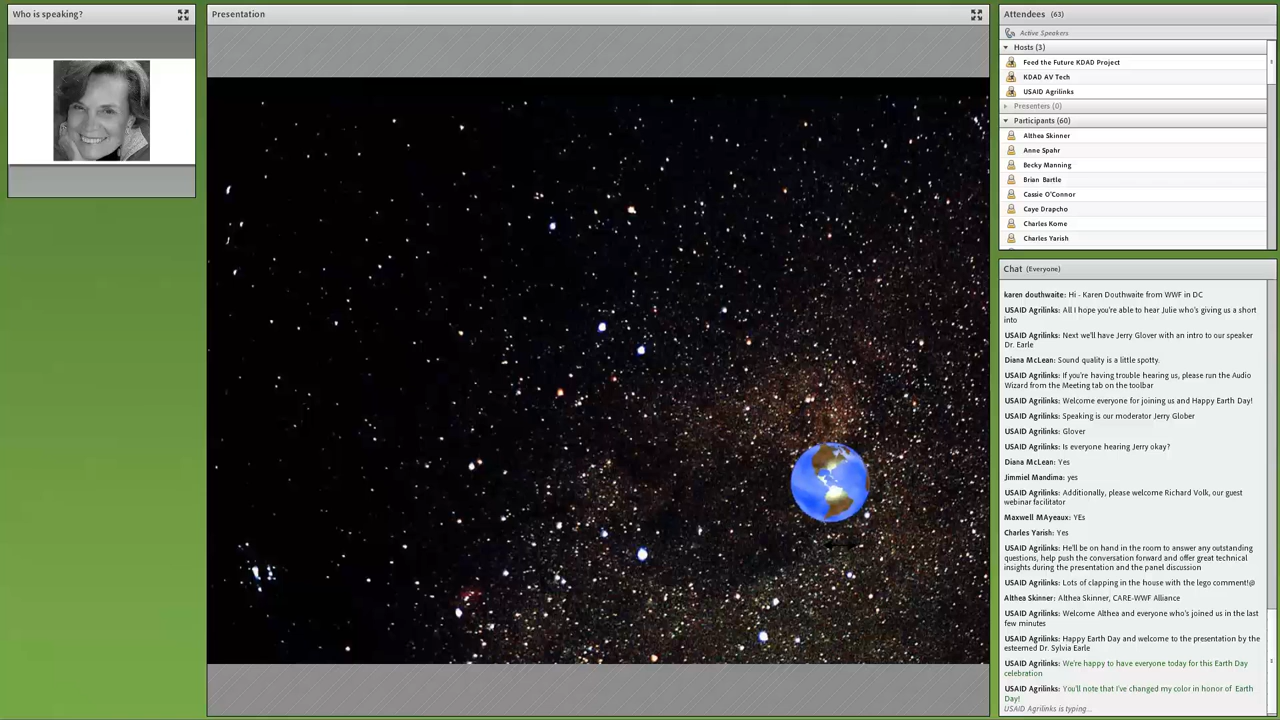 Who is speaking?
Presentation
Attendees (63)
Active Speakers
Hosts (3)
Feed the Future KDAD Project
KDAD AV Tech
USAID Agrilinks
Presenters (0)
Participants (60)
Althea Skinner
Anne Spahr
Becky Manning
Brian Bartle
Cassie O'Connor
Caye Drapcho
Charles Kome
Charles Yarish
Chat (Everyone)
karen douthwaite: Hi - Karen Douthwaite from WWF in DC
USAID Agrilinks: All I hope you're able to hear Julie who's giving us a short
into
USAID Agrilinks: Next we'll have Jerry Glover with an intro to our speaker
Dr. Earle
Diana McLean: Sound quality is a little spotty.
USAID Agrilinks: If you're having trouble hearing us, please run the Audio
Wizard from the Meeting tab on the toolbar
USAID Agrilinks: Welcome everyone for joining us and Happy Earth Day!
USAID Agrilinks: Speaking is our moderator Jerry Glober
USAID Agrilinks: Glover
USAID Agrilinks: Is everyone hearing Jerry okay?
Diana McLean: Yes
Jimmiel Mandima: yes
USAID Agrilinks: Additionally, please welcome Richard Volk, our guest
webinar facilitator
Maxwell MAyeaux: YEs
Charles Yarish: Yes
USAID Agrilinks: He'll be on hand in the room to answer any outstanding
questions, help push the conversation forward and offer great technical
insights during the presentation and the panel discussion
USAID Agrilinks: Lots of clapping in the house with the lego comment!@
Althea Skinner: Althea Skinner, CARE-WWF Alliance
USAID Agrilinks: Welcome Althea and everyone who's joined us in the last
few minutes
USAID Agrilinks: Happy Earth Day and welcome to the presentation by the
esteemed Dr. Sylvia Earle
USAID Agrilinks: We're happy to have everyone today for this Earth Day
celebration
USAID Agrilinks: You'll note that I've changed my color in honor of Earth
Day!
USAID Agrilinks is typing...